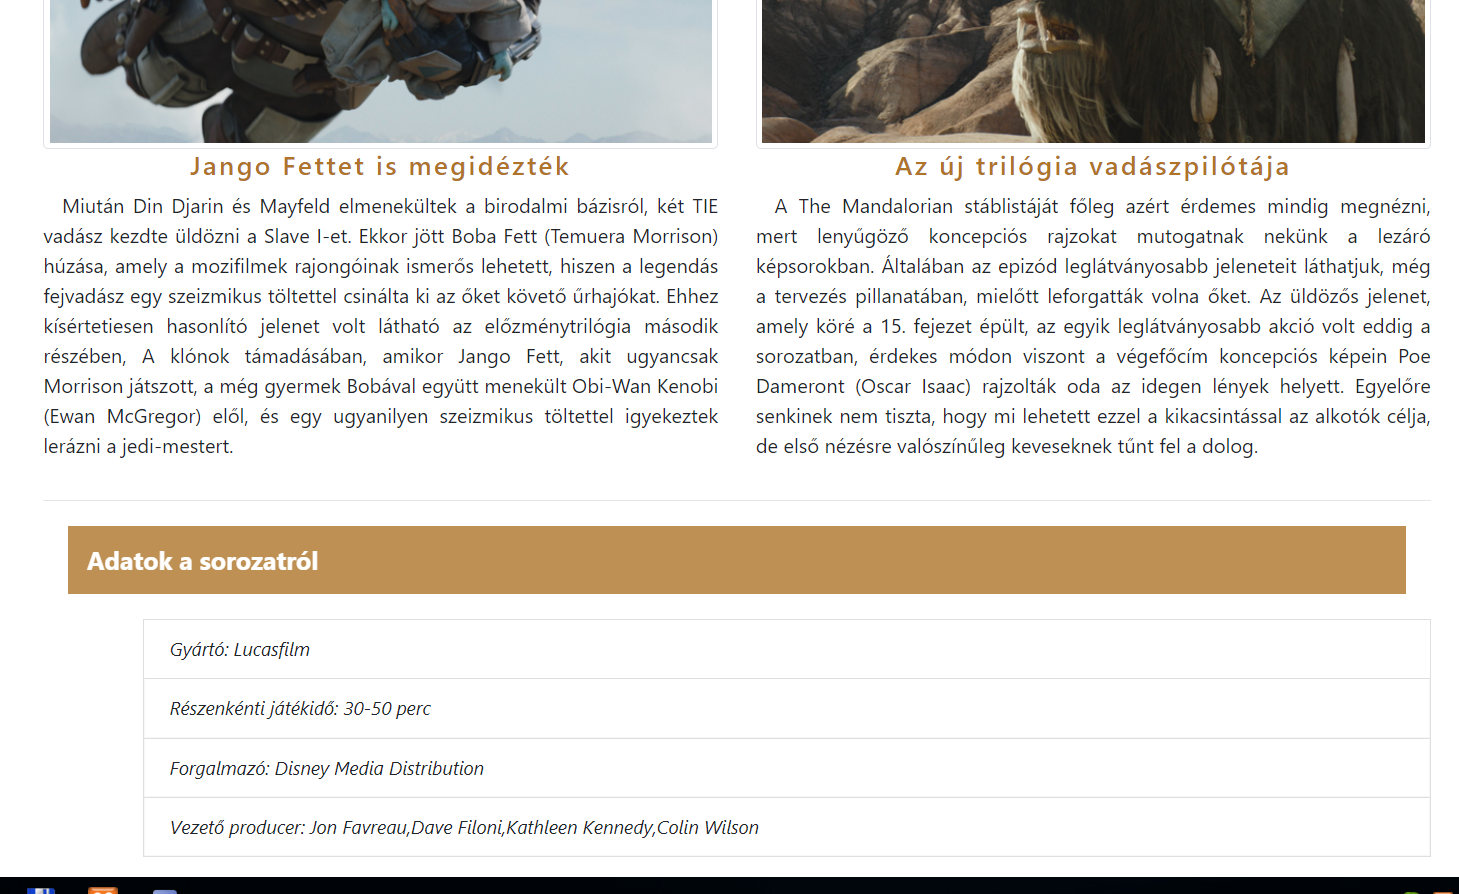 Jango Fettet is megidézték
Miután Din Djarin és Mayfeld elmenekültek a birodalmi bázisról, két TIE
vadász kezdte üldözni a Slave I-et. Ekkor jött Boba Fett (Temuera Morrison)
húzása, amely a mozifilmek rajongóinak ismerős lehetett, hiszen a legendás
fejvadász egy szeizmikus töltettel csinálta ki az őket követő űrhajókat. Ehhez
kísértetiesen hasonlító jelenet volt látható az előzménytrilógia második
részében, A klónok támadásában, amikor Jango Fett, akit ugyancsak
Morrison játszott, a még gyermek Bobával együtt menekült Obi-Wan Kenobi
(Ewan McGregor) elől, és egy ugyanilyen szeizmikus töltettel igyekeztek
lerázni a jedi-mestert.
Az új trilógia vadászpilótája
A The Mandalorian stáblistáját főleg azért érdemes mindig megnézni,
mert lenyűgöző koncepciós rajzokat mutogatnak nekünk a lezáró
képsorokban. Általában az epizód leglátványosabb jeleneteit láthatjuk, még
a tervezés pillanatában, mielőtt leforgatták volna őket. Az üldözős jelenet,
amely köré a 15. fejezet épült, az egyik leglátványosabb akció volt eddig a
sorozatban, érdekes módon viszont a végefőcím koncepciós képein Poe
Dameront (Oscar Isaac) rajzolták oda az idegen lények helyett. Egyelőre
senkinek nem tiszta, hogy mi lehetett ezzel a kikacsintással az alkotók célja,
de első nézésre valószínűleg keveseknek tűnt fel a dolog.
Adatok a sorozatról
Gyártó: Lucasfilm
Részenkénti játékidő: 30-50 perc
Forgalmazó: Disney Media Distribution
Vezető producer: Jon Favreau,Dave Filoni,Kathleen Kennedy,Colin Wilson